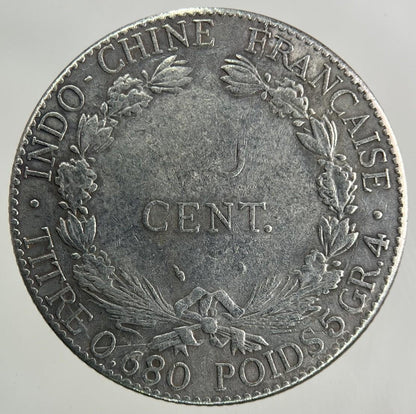 · INDO - CHINE FRANÇAISE ·
CENT.
TITRE 0,680 POIDS 5 GR. 4